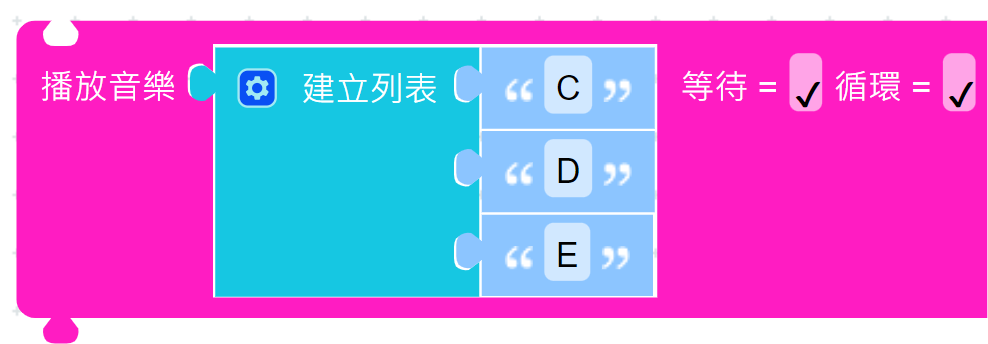 播放音樂 建立列表 “ C ” 等待 = ✓ 循環 = ✓
“ D ”
“ E ”